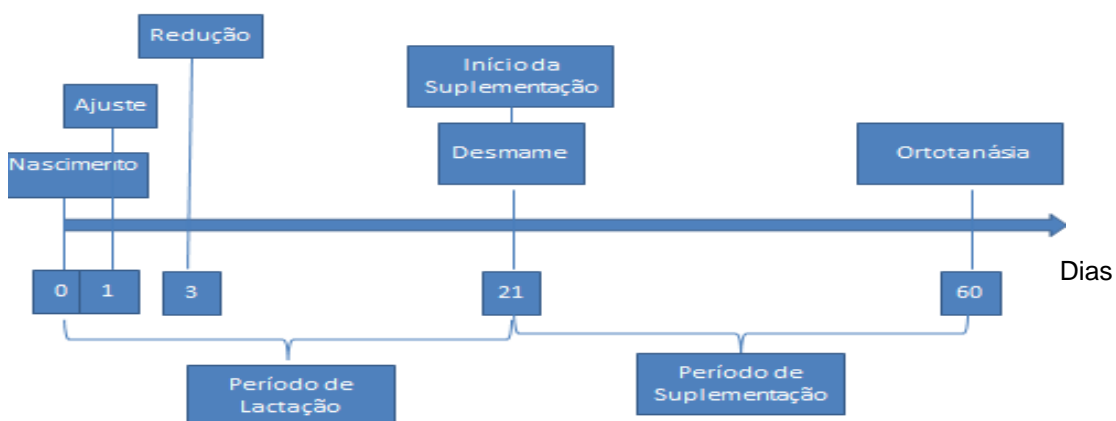 Redução
Início da
Suplementação
Ajuste
Desmame
Nascimento
Ortotanásia
Dias
0
1
3
21
60
Período de
Lactação
Período de
Suplementação